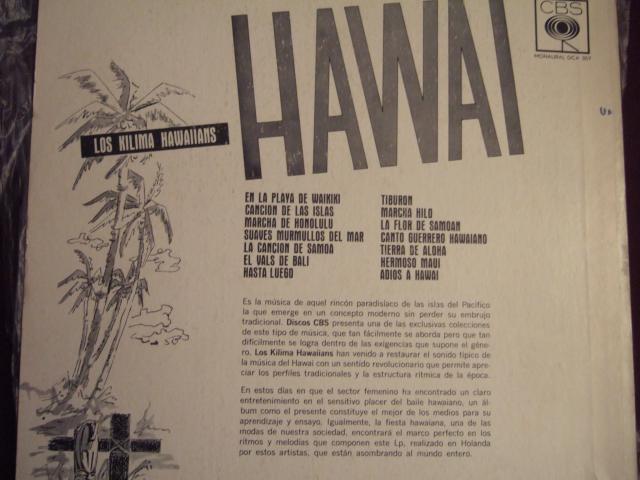 HAWAI
CBS
MONAURAL DCA 357
LOS KILIMA HAWAIIANS
EN LA PLAYA DE WAIKIKI
CANCION DE LAS ISLAS
MARCHA DE HONOLULU
SUAVES MURMULLOS DEL MAR
LA CANCION DE SAMOA
EL VALS DE BALI
HASTA LUEGO
TIBURON
MARCHA HILO
LA FLOR DE SAMOAN
CANTO GUERRERO HAWAIANO
TIERRA DE ALOHA
HERMOSO MAUI
ADIOS A HAWAI
Es la música de aquel rincón paradisíaco de las islas del Pacífico
la que emerge en un concepto moderno sin perder su embrujo
tradicional. Discos CBS presenta una de las exclusivas colecciones
de este tipo de música, que tan fácilmente se aborda pero que tan
difícilmente se logra dentro de las exigencias que supone el géne-
ro. Los Kilima Hawaiians han venido a restaurar el sonido típico de
la música del Hawai con un sentido revolucionario que permite apre-
ciar los perfiles tradicionales y la estructura rítmica de la época.
En estos días en que el sector femenino ha encontrado un claro
entretenimiento en el sensitivo placer del baile hawaiano, un ál-
bum como el presente constituye el mejor de los medios para su
aprendizaje y ensayo. Igualmente, la fiesta hawaiana, una de las
modas de nuestra sociedad, encontrará el marco perfecto en los
ritmos y melodías que componen este Lp, realizado en Holanda
por estos artistas, que están asombrando al mundo entero.